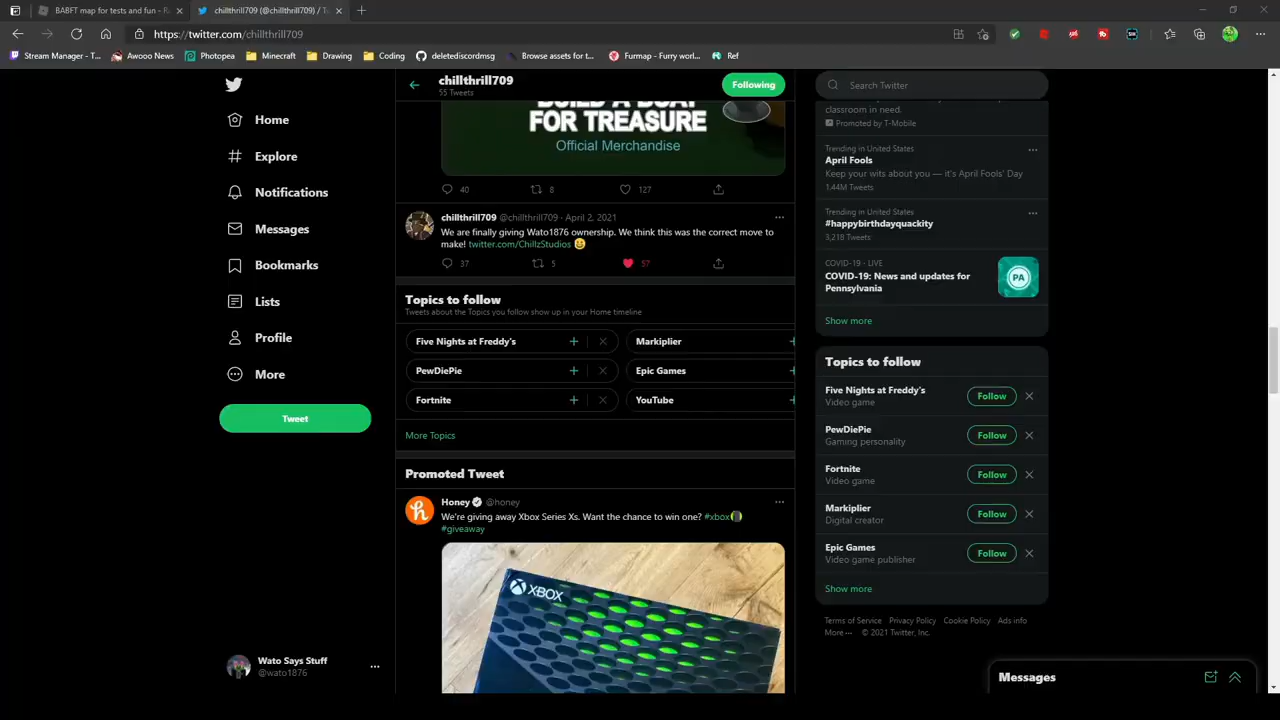 BABFT map for tests and fun - R
chillthrill709 (@chillthrill709) / T
https://twitter.com/chillthrill709
Stream Manager - T...
Awooo News
Photopea
Minecraft
Drawing
Coding
deletediscordmsg
Browse assets for t...
Furmap - Furry worl...
Ref
Home
Explore
Notifications
Messages
Bookmarks
Lists
Profile
More
Tweet
Wato Says Stuff
@wato1876
chillthrill709
55 Tweets
Following
BUILD A BOAT
FOR TREASURE
Official Merchandise
40 8 127
chillthrill709 @chillthrill709 · April 2, 2021
We are finally giving Wato1876 ownership. We think this was the correct move to
make! twitter.com/ChillzStudios 😃
37 5 57
Topics to follow
Tweets about the Topics you follow show up in your Home timeline
Five Nights at Freddy's
Markiplier
PewDiePie
Epic Games
Fortnite
YouTube
More Topics
Promoted Tweet
Honey @honey
We're giving away Xbox Series Xs. Want the chance to win one? #xbox
#giveaway
XBOX
Search Twitter
classroom in need.
Promoted by T-Mobile
Trending in United States
April Fools
Keep your wits about you — it's April Fools' Day
1.44M Tweets
Trending in United States
#happybirthdayquackity
3,218 Tweets
COVID-19 · LIVE
COVID-19: News and updates for
Pennsylvania
PA
Show more
Topics to follow
Five Nights at Freddy's
Video game
Follow
PewDiePie
Gaming personality
Follow
Fortnite
Video game
Follow
Markiplier
Digital creator
Follow
Epic Games
Video game publisher
Follow
Show more
Terms of Service Privacy Policy Cookie Policy Ads info
More ··· © 2021 Twitter, Inc.
Messages